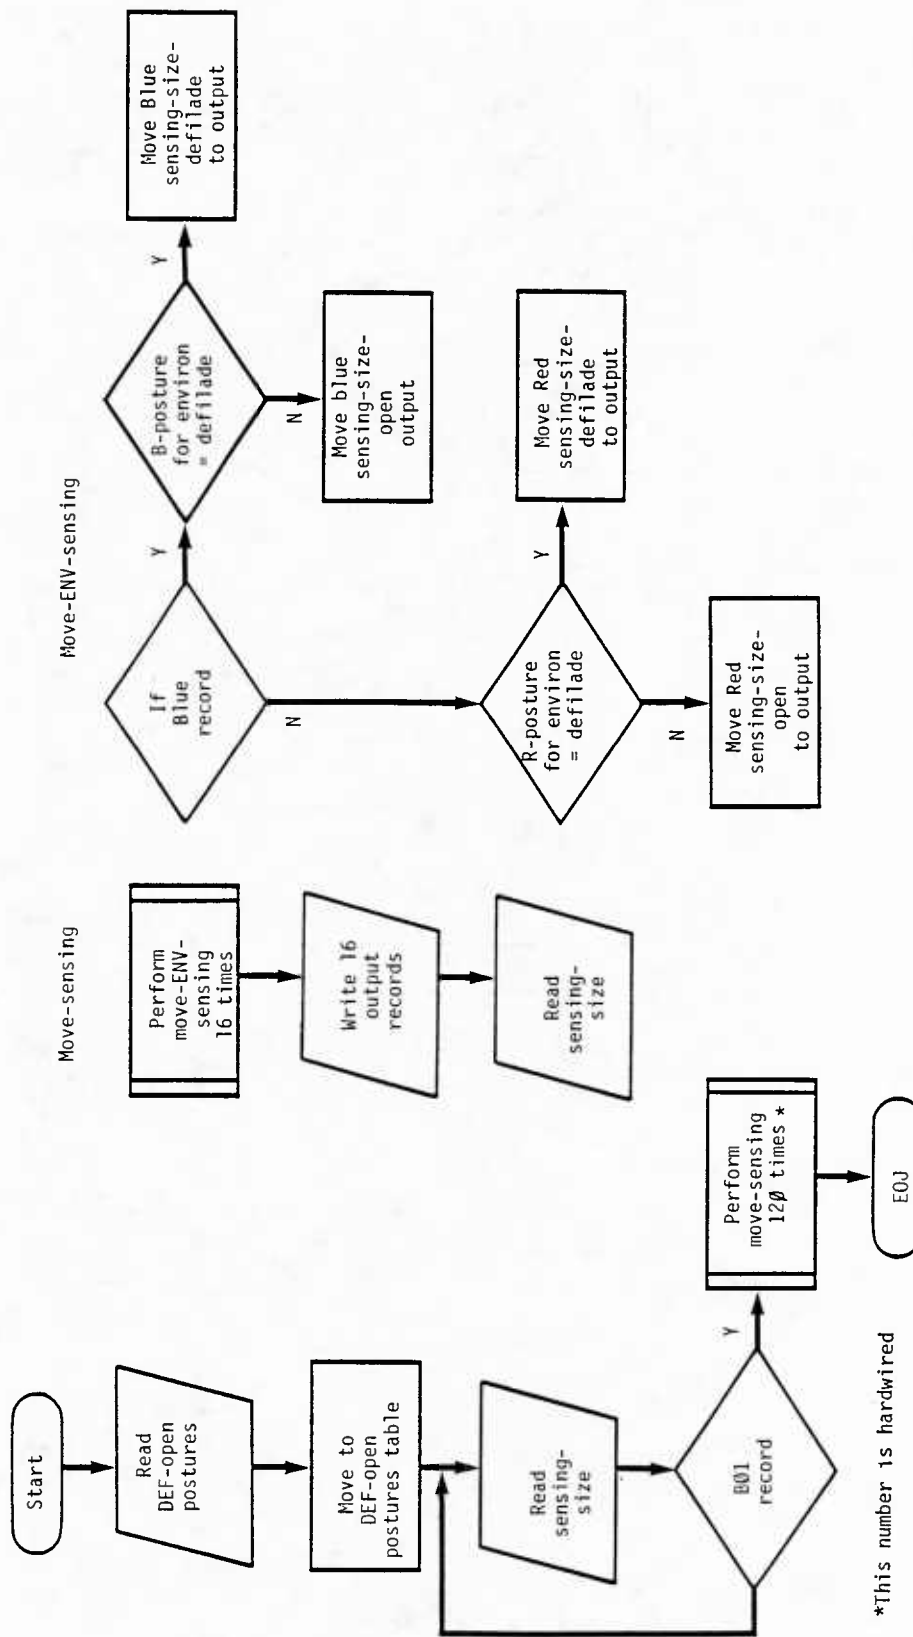 Start
Read
DEF-open
postures
Move to
DEF-open
postures table
Read
sensing-
size
BØ1
record
Y
Perform
move-sensing
12Ø times *
EOJ
*This number is hardwired
Move-sensing
Perform
move-ENV-
sensing
16 times
Write 16
output
records
Read
sensing-
size
Move-ENV-sensing
If
Blue
record
Y
N
B-posture
for environ
= defilade
Y
N
Move Blue
sensing-size-
defilade
to output
Move blue
sensing-size-
open
output
R-posture
for environ
= defilade
Y
N
Move Red
sensing-size-
defilade
to output
Move Red
sensing-size-
open
to output